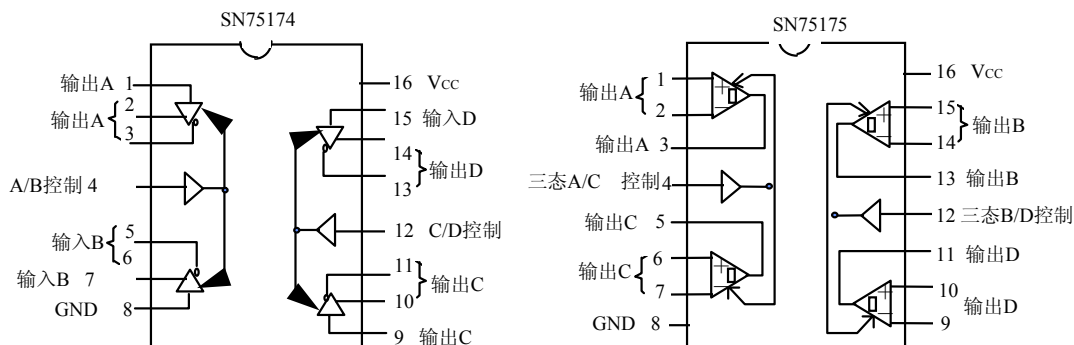 SN75174
输出A 1
2
输出A
3
A/B控制 4
5
输入B
6
输入B 7
GND 8
16 VCC
15 输入D
14
输出D
13
12 C/D控制
11
输出C
10
9 输出C
SN75175
1
输出A
2
输出A 3
三态A/C 控制4
输出C 5
6
输出C
7
GND 8
16 VCC
15
输出B
14
13 输出B
12 三态B/D控制
11 输出D
10
输出D
9